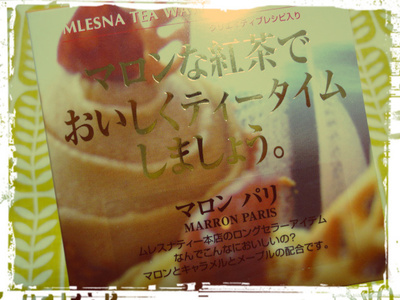 MLESNA TEA
ティブレシピ入り
マロンな紅茶で
おいしくティータイム
しましょう。
マロン パリ
MARRON PARIS
ムレスナティー本店のロングセラーアイテム
なんでこんなにおいしいの?
マロンとキャラメルとメープルの配合です。